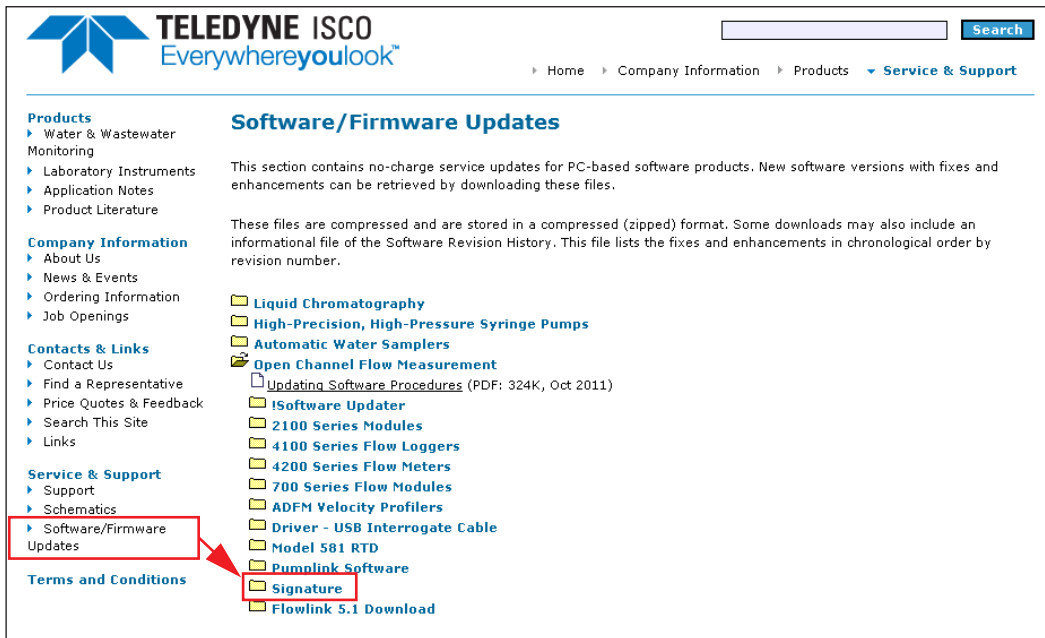 TELEDYNE ISCO
Everywhereyoulook™
Search
Home Company Information Products Service & Support
Products
Water & Wastewater
Monitoring
Laboratory Instruments
Application Notes
Product Literature
Company Information
About Us
News & Events
Ordering Information
Job Openings
Contacts & Links
Contact Us
Find a Representative
Price Quotes & Feedback
Search This Site
Links
Service & Support
Support
Schematics
Software/Firmware
Updates
Terms and Conditions
Software/Firmware Updates
This section contains no-charge service updates for PC-based software products. New software versions with fixes and
enhancements can be retrieved by downloading these files.
These files are compressed and are stored in a compressed (zipped) format. Some downloads may also include an
informational file of the Software Revision History. This file lists the fixes and enhancements in chronological order by
revision number.
Liquid Chromatography
High-Precision, High-Pressure Syringe Pumps
Automatic Water Samplers
Open Channel Flow Measurement
Updating Software Procedures (PDF: 324K, Oct 2011)
!Software Updater
2100 Series Modules
4100 Series Flow Loggers
4200 Series Flow Meters
700 Series Flow Modules
ADFM Velocity Profilers
Driver - USB Interrogate Cable
Model 581 RTD
Pumplink Software
Signature
Flowlink 5.1 Download